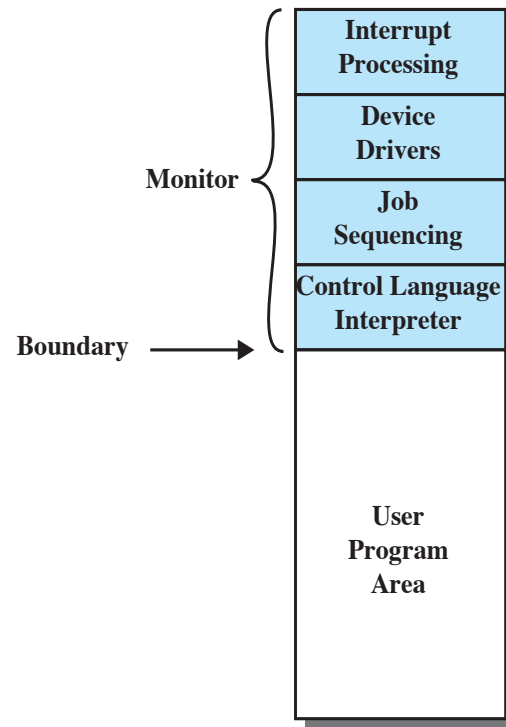 Interrupt
Processing
Device
Drivers
Monitor
Job
Sequencing
Control Language
Interpreter
Boundary
User
Program
Area